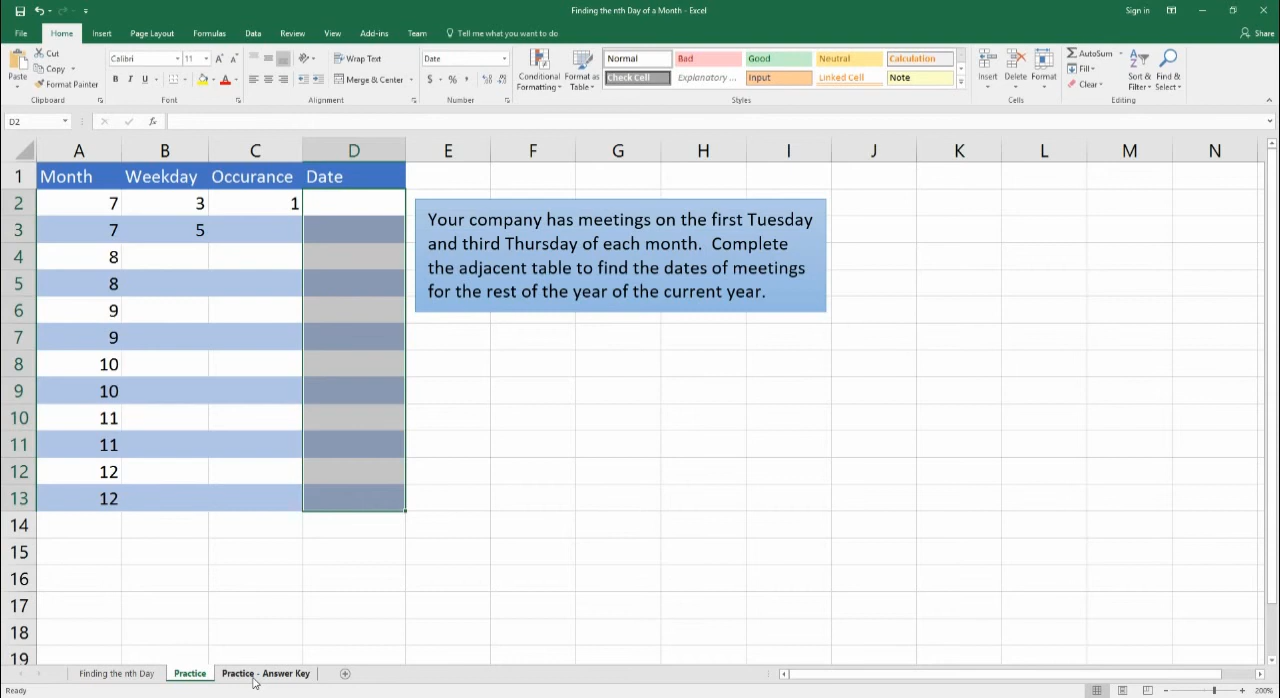 Finding the nth Day of a Month - Excel
Sign in
File Home Insert Page Layout Formulas Data Review View Add-ins Team Tell me what you want to do
Share
Paste
Cut
Copy
Format Painter
Clipboard
Calibri 11
B I U
Font
Wrap Text
Merge & Center
Alignment
Date
$ % ,
Number
Conditional Formatting
Format as Table
Normal Bad Good Neutral Calculation
Check Cell Explanatory ... Input Linked Cell Note
Styles
Insert Delete Format
Cells
AutoSum
Fill
Clear
Sort & Filter
Find & Select
Editing
D2
fx
A B C D E F G H I J K L M N
1 Month Weekday Occurance Date
2 7 3 1
3 7 5
4 8
5 8
6 9
7 9
8 10
9 10
10 11
11 11
12 12
13 12
14
15
16
17
18
19
Your company has meetings on the first Tuesday
and third Thursday of each month. Complete
the adjacent table to find the dates of meetings
for the rest of the year of the current year.
Finding the nth Day Practice Practice - Answer Key
Ready
200%